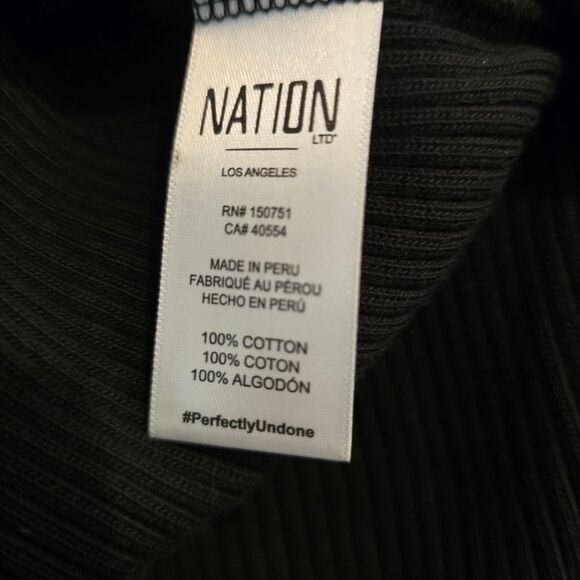 NATION
LTD™
LOS ANGELES
RN# 150751
CA# 40554
MADE IN PERU
FABRIQUÉ AU PÉROU
HECHO EN PERÚ
100% COTTON
100% COTON
100% ALGODÓN
#PerfectlyUndone